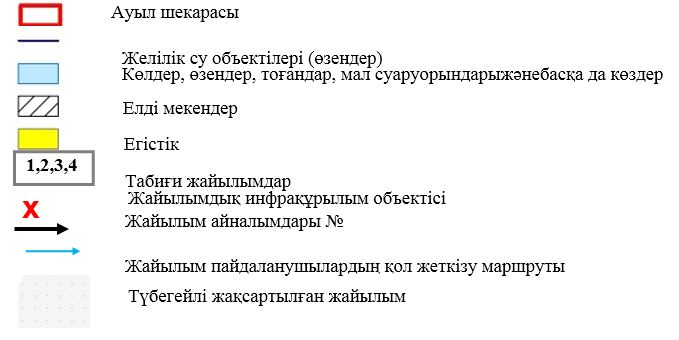 Ауыл шекарасы
Желілік су объектілері (өзендер)
Көлдер, өзендер, тоғандар, мал суаруорындарыжәнебасқа да көздер
Елді мекендер
Егістік
1,2,3,4
Табиғи жайылымдар
Жайылымдық инфрақұрылым объектісі
X
Жайылым айналымдары №
Жайылым пайдаланушылардың қол жеткізу маршруты
Түбегейлі жақсартылған жайылым